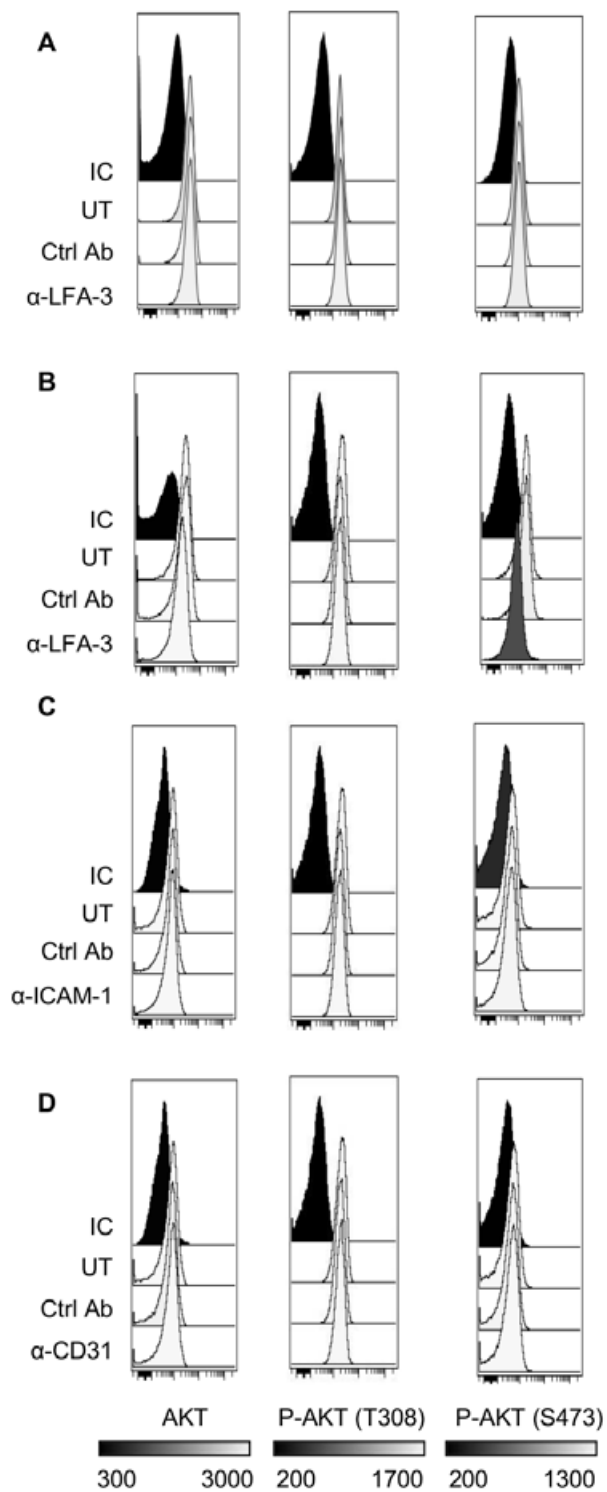 A
IC
UT
Ctrl Ab
α-LFA-3
B
IC
UT
Ctrl Ab
α-LFA-3
C
IC
UT
Ctrl Ab
α-ICAM-1
D
IC
UT
Ctrl Ab
α-CD31
AKT P-AKT (T308) P-AKT (S473)
300 3000 200 1700 200 1300